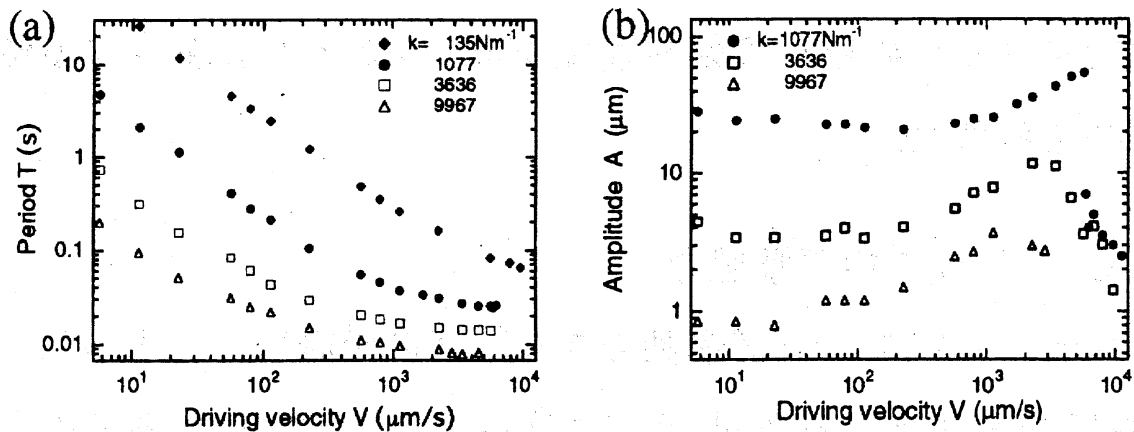 (a)
k= 135Nm⁻¹
1077
3636
9967
10
1
0.1
0.01
Period T (s)
10¹
10²
10³
10⁴
Driving velocity V (μm/s)
(b)
k=1077Nm⁻¹
3636
9967
100
10
1
Amplitude A (μm)
10¹
10²
10³
10⁴
Driving velocity V (μm/s)